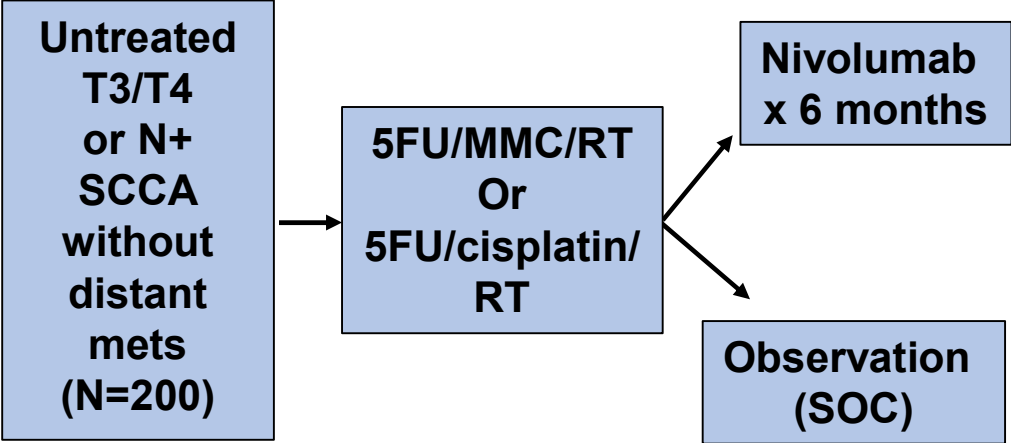 Untreated
T3/T4
or N+
SCCA
without
distant
mets
(N=200)
5FU/MMC/RT
Or
5FU/cisplatin/
RT
Nivolumab
x 6 months
Observation
(SOC)